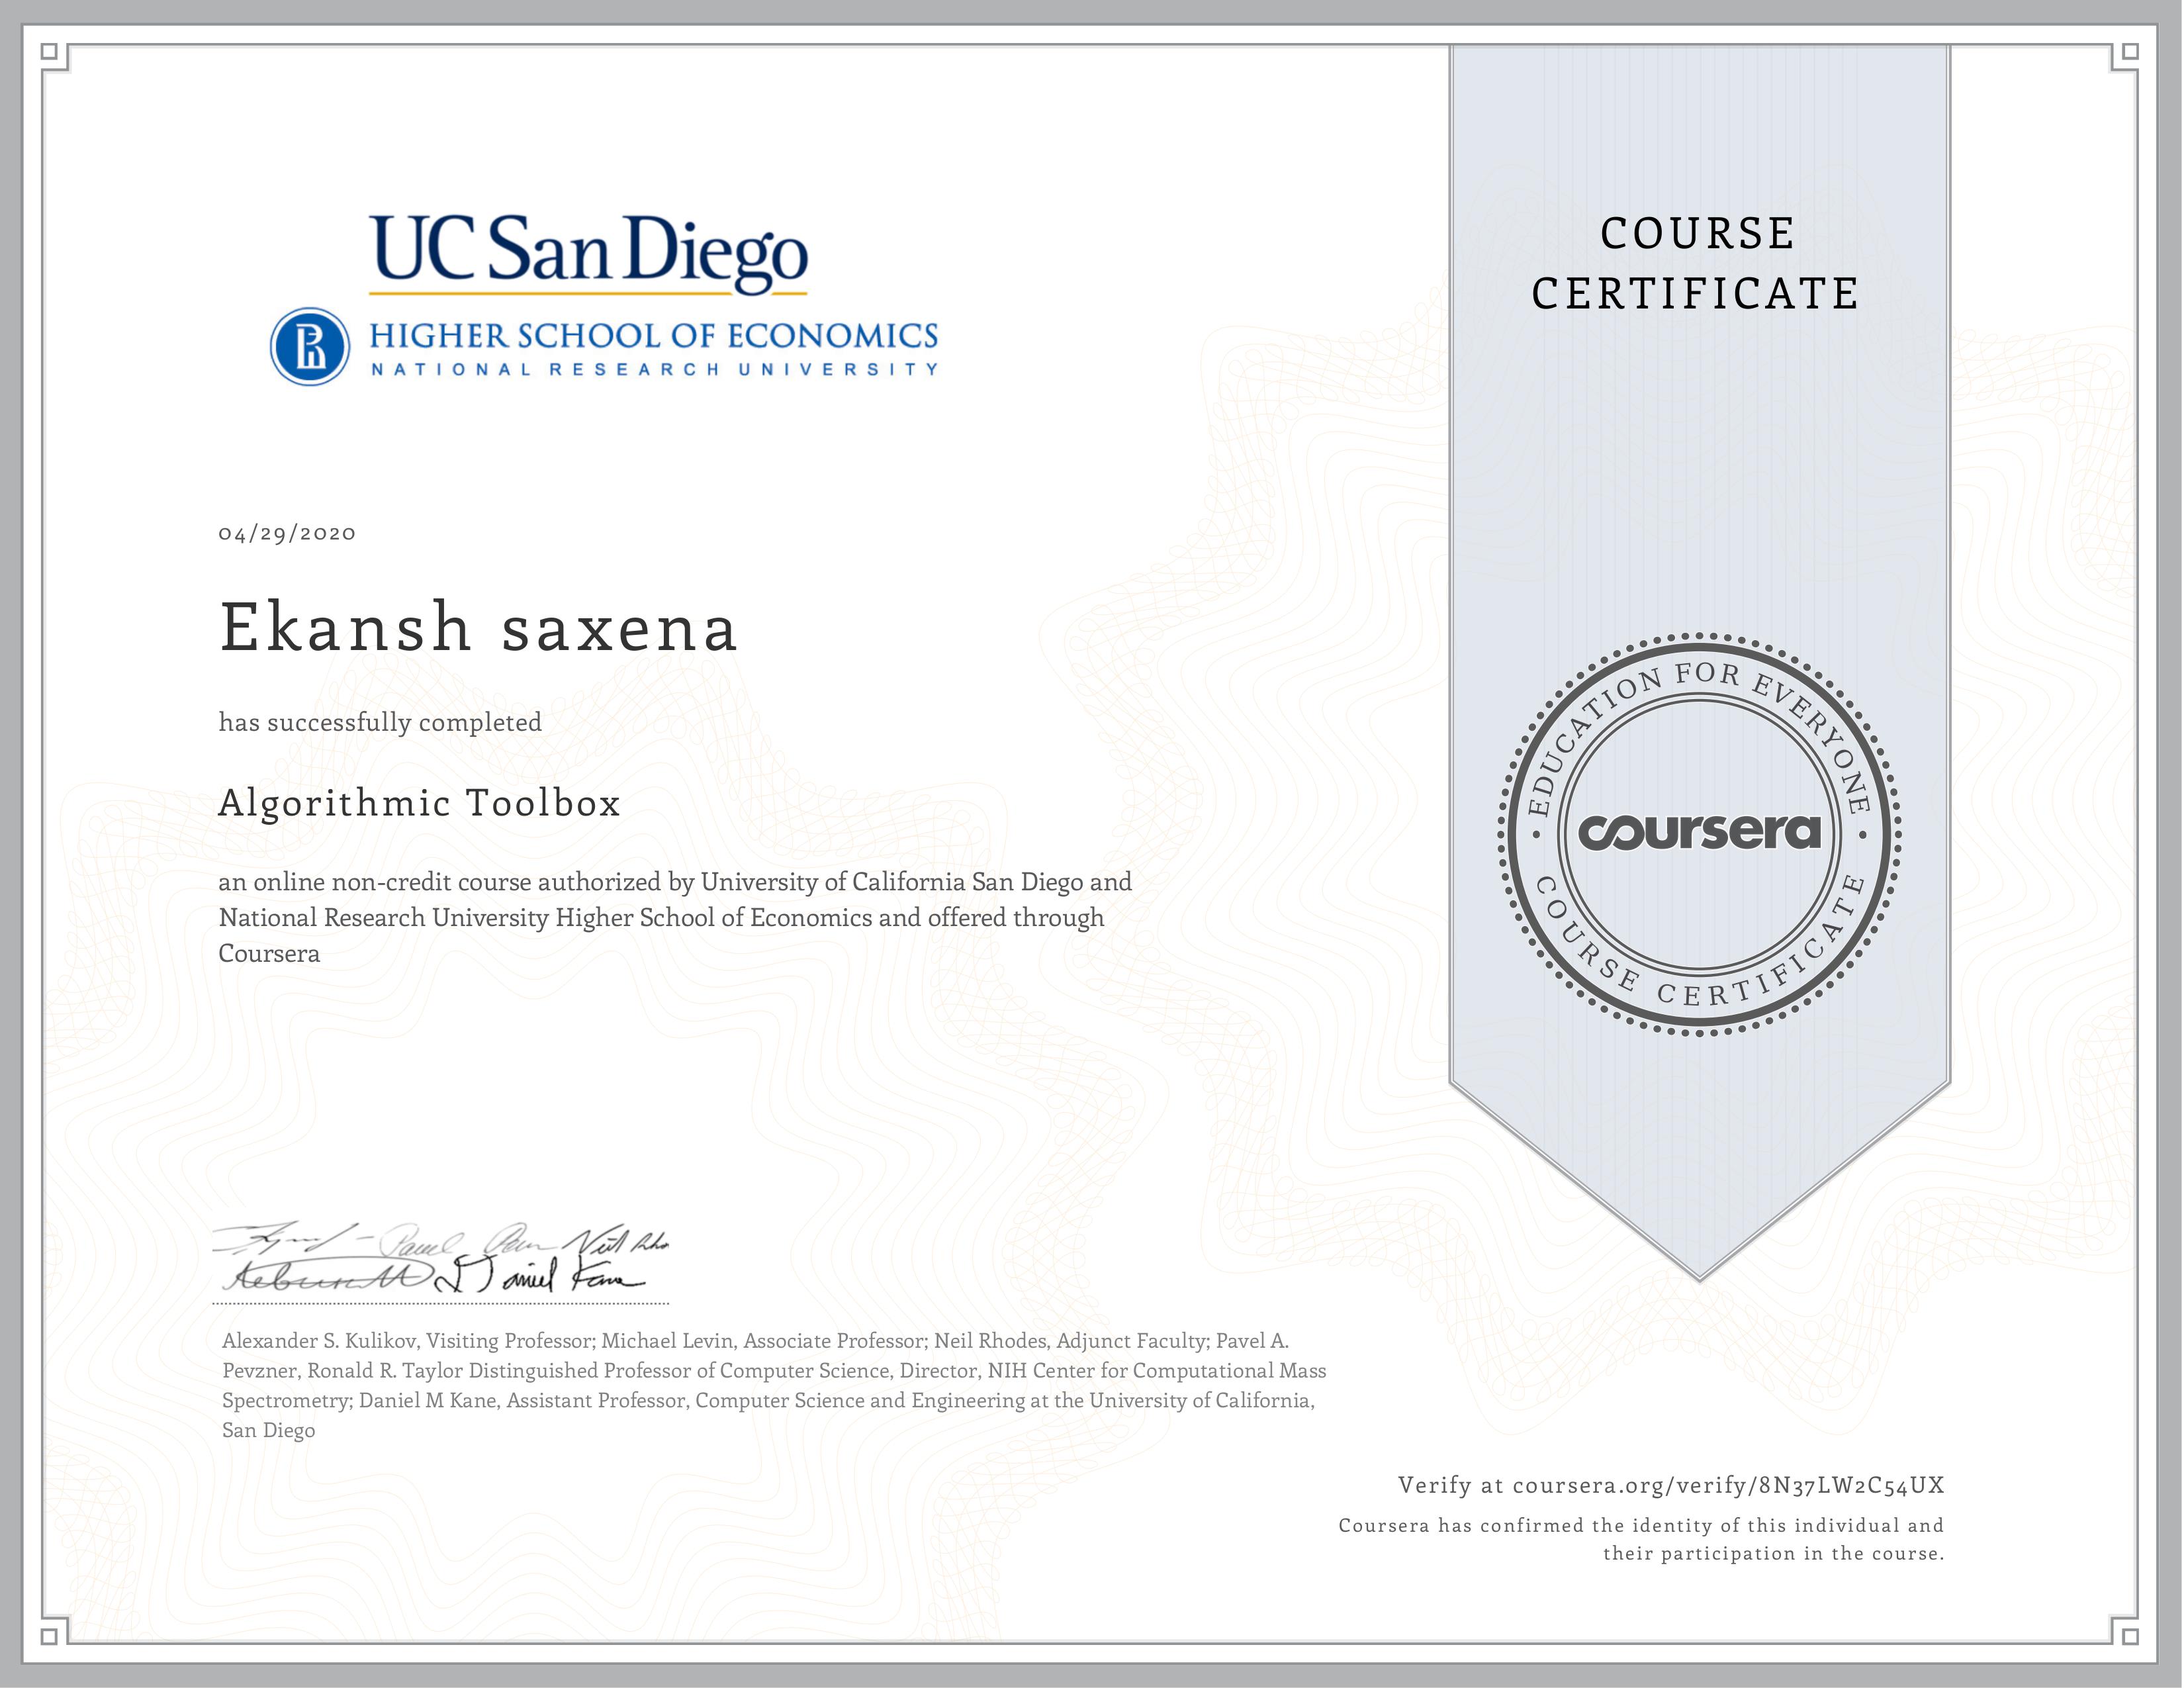 UC San Diego
HIGHER SCHOOL OF ECONOMICS
NATIONAL RESEARCH UNIVERSITY
COURSE
CERTIFICATE
04/29/2020
Ekansh saxena
has successfully completed
Algorithmic Toolbox
an online non-credit course authorized by University of California San Diego and
National Research University Higher School of Economics and offered through
Coursera
EDUCATION FOR EVERYONE
coursera
COURSE CERTIFICATE
Neil Rho
Daniel Kane
Alexander S. Kulikov, Visiting Professor; Michael Levin, Associate Professor; Neil Rhodes, Adjunct Faculty; Pavel A.
Pevzner, Ronald R. Taylor Distinguished Professor of Computer Science, Director, NIH Center for Computational Mass
Spectrometry; Daniel M Kane, Assistant Professor, Computer Science and Engineering at the University of California,
San Diego
Verify at coursera.org/verify/8N37LW2C54UX
Coursera has confirmed the identity of this individual and
their participation in the course.